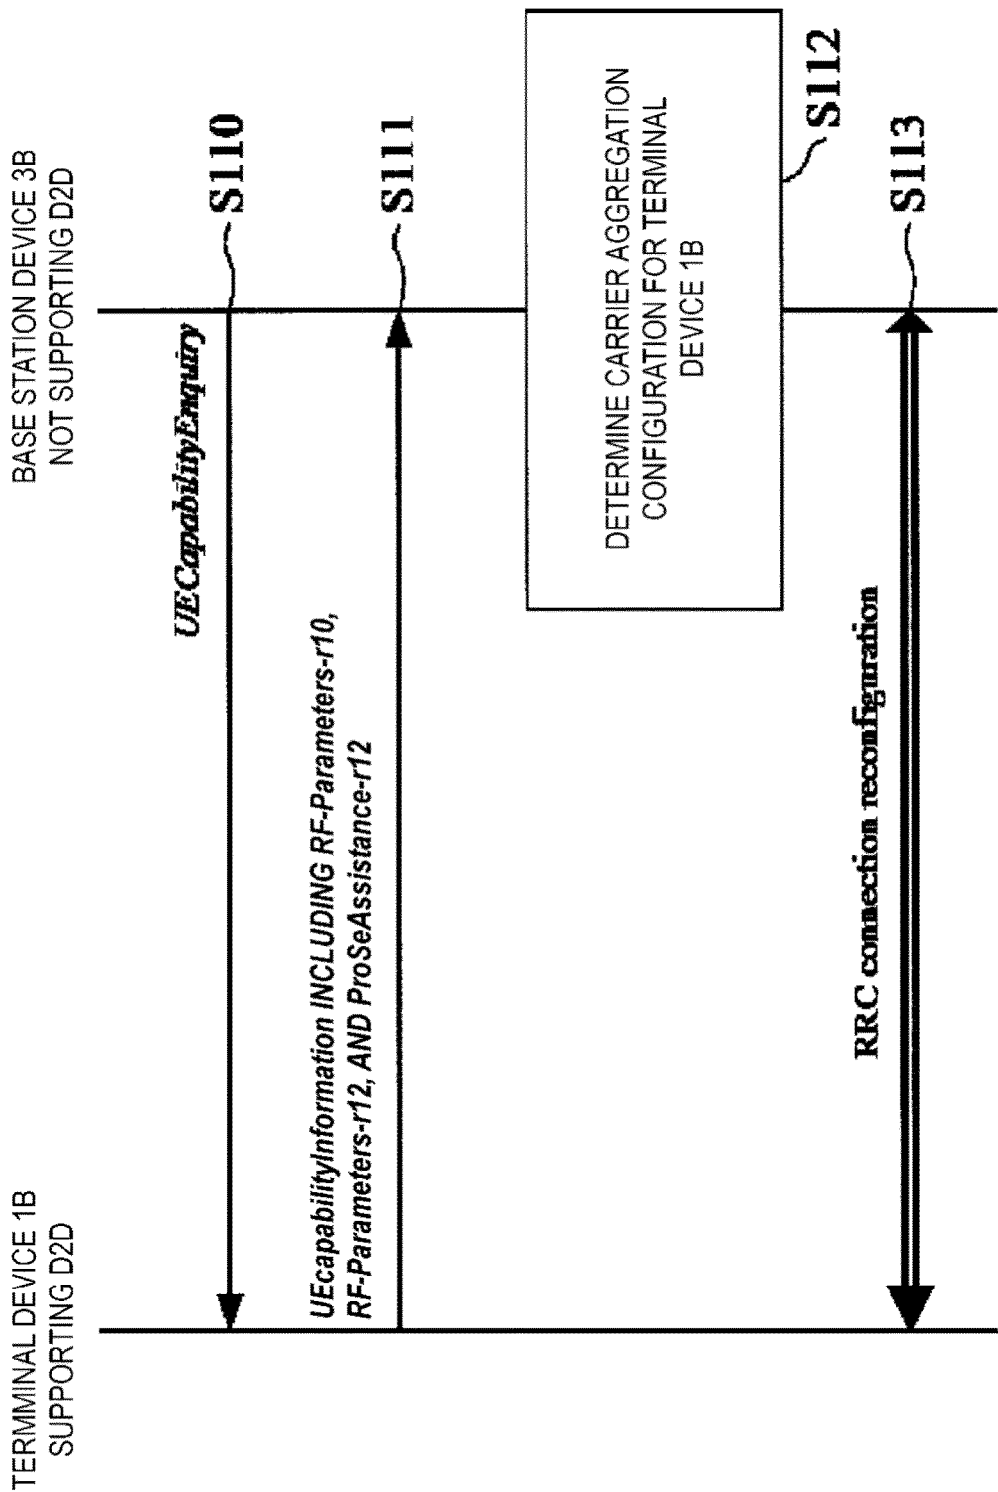 TERMMINAL DEVICE 1B
SUPPORTING D2D
BASE STATION DEVICE 3B
NOT SUPPORTING D2D
UECapabilityEnquiry
S110
UEcapabilityInformation INCLUDING RF-Parameters-r10,
RF-Parameters-r12, AND ProSeAssistance-r12
S111
DETERMINE CARRIER AGGREGATION
CONFIGURATION FOR TERMINAL
DEVICE 1B
S112
RRC connection reconfiguration
S113